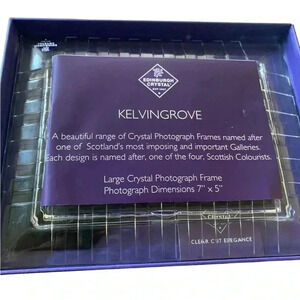 EDINBURGH
CRYSTAL
KELVINGROVE
A beautiful range of Crystal Photograph Frames named after
one of Scotland's most imposing and important Galleries.
Each design is named after, one of the four, Scottish Colourists.
Large Crystal Photograph Frame
Photograph Dimensions 7" x 5"
Crystal
CLEAR CUT ELEGANCE